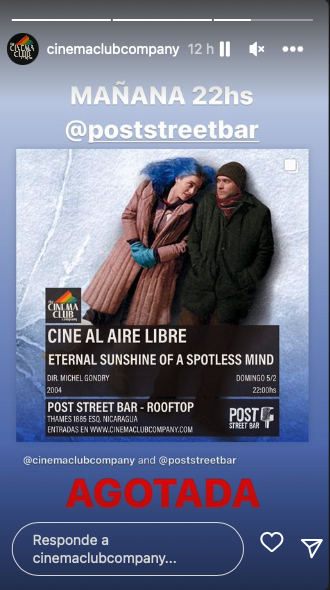 cinemaclubcompany 12 h
MAÑANA 22hs
@poststreetbar
CINEMA
CLUB
CINE AL AIRE LIBRE
ETERNAL SUNSHINE OF A SPOTLESS MIND
DIR. MICHEL GONDRY
DOMINGO 5/2
2004
22:00hs
POST STREET BAR - ROOFTOP
THAMES 1885 ESQ. NICARAGUA
ENTRADAS EN WWW.CINEMACLUBCOMPANY.COM
POST
STREET BAR
@cinemaclubcompany and @poststreetbar
AGOTADA
Responde a
cinemaclubcompany...